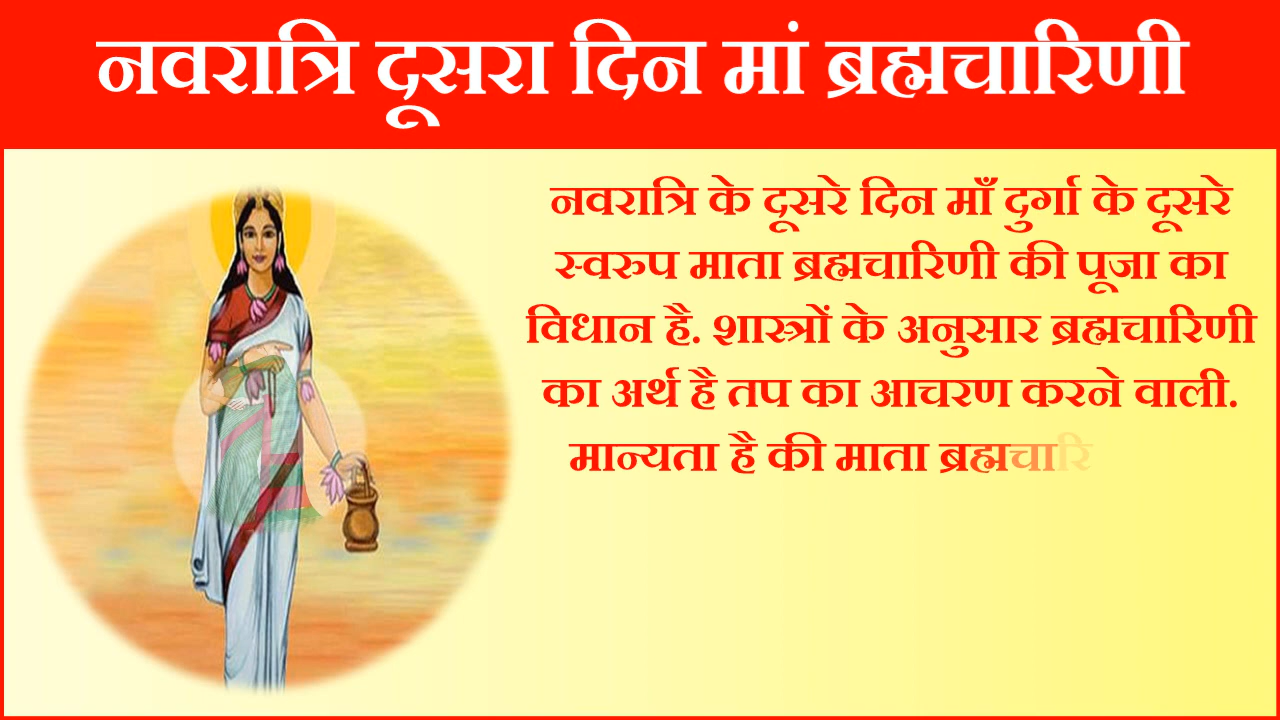 नवरात्रि दूसरा दिन मां ब्रह्मचारिणी
नवरात्रि के दूसरे दिन माँ दुर्गा के दूसरे
स्वरुप माता ब्रह्मचारिणी की पूजा का
विधान है. शास्त्रों के अनुसार ब्रह्मचारिणी
का अर्थ है तप का आचरण करने वाली.
मान्यता है की माता ब्रह्मचारि